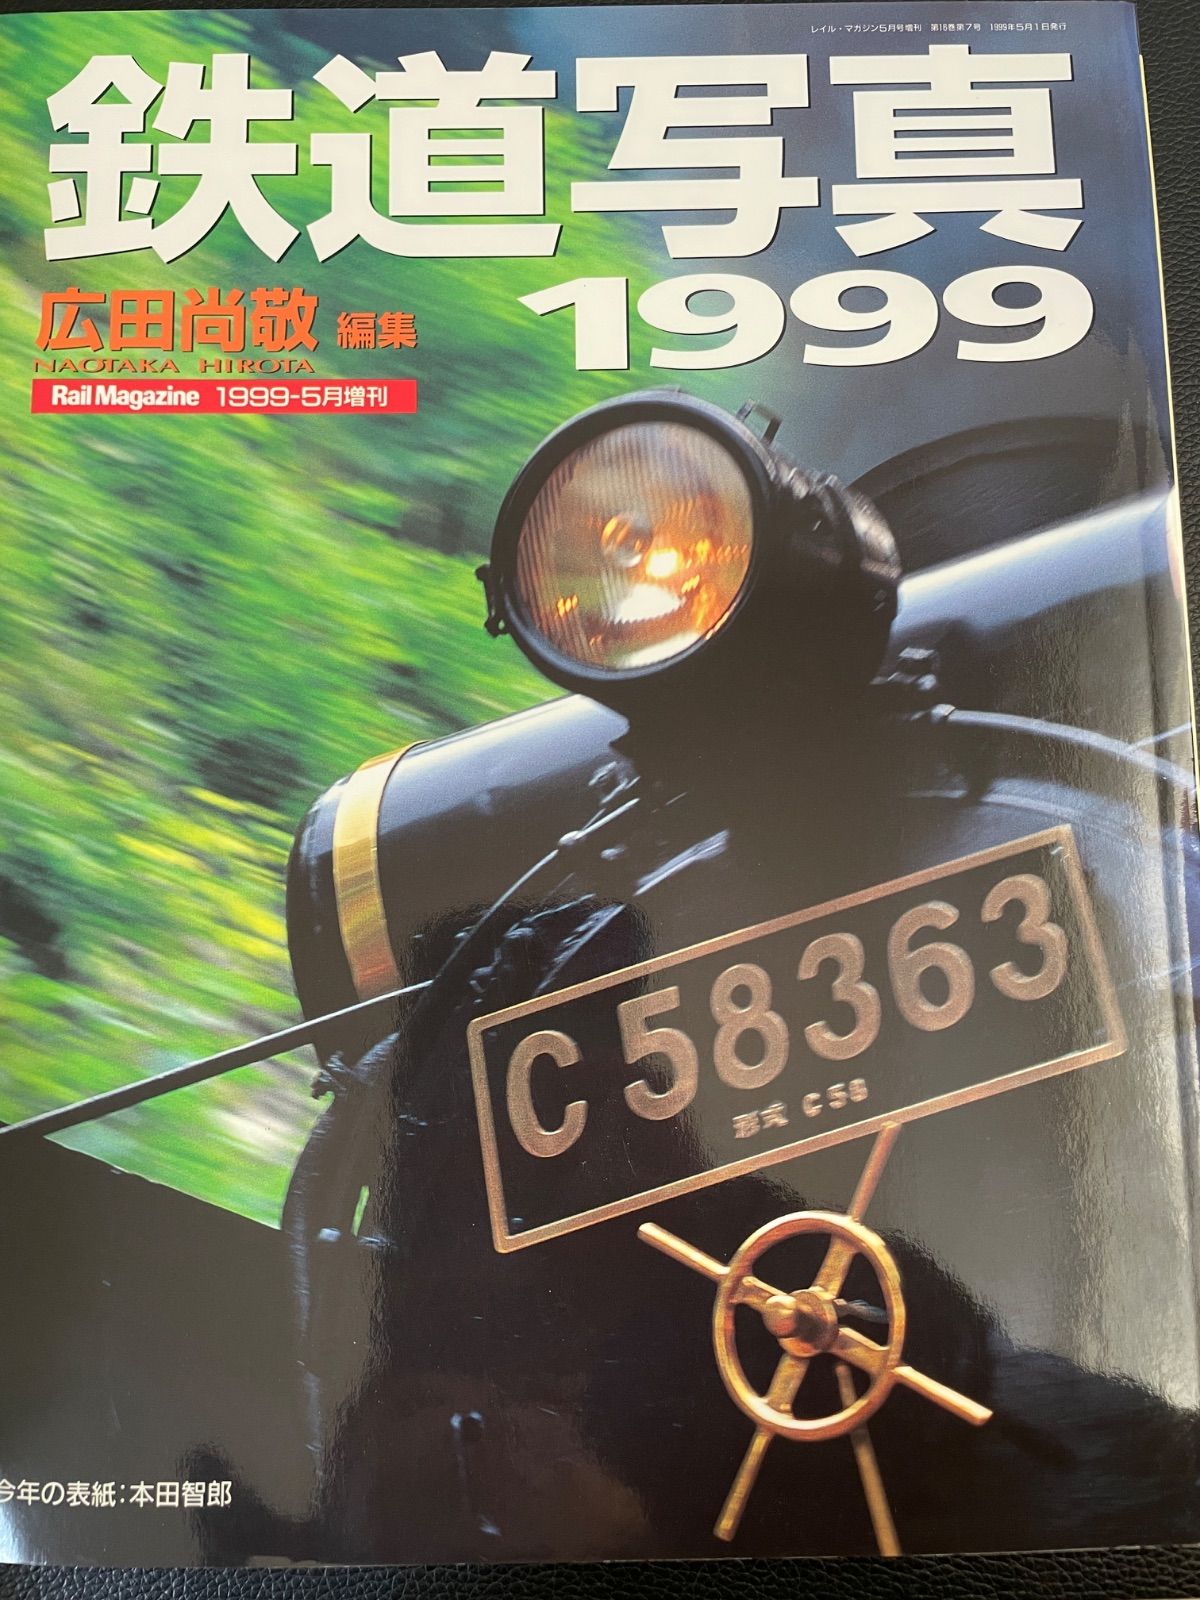 レイル・マガジン5月号増刊 第16巻第7号 1999年5月1日発行
鉄道写真
1999
広田尚敬 編集
NAOTAKA HIROTA
Rail Magazine 1999-5月増刊
C58363
形式 C58
今年の表紙:本田智郎